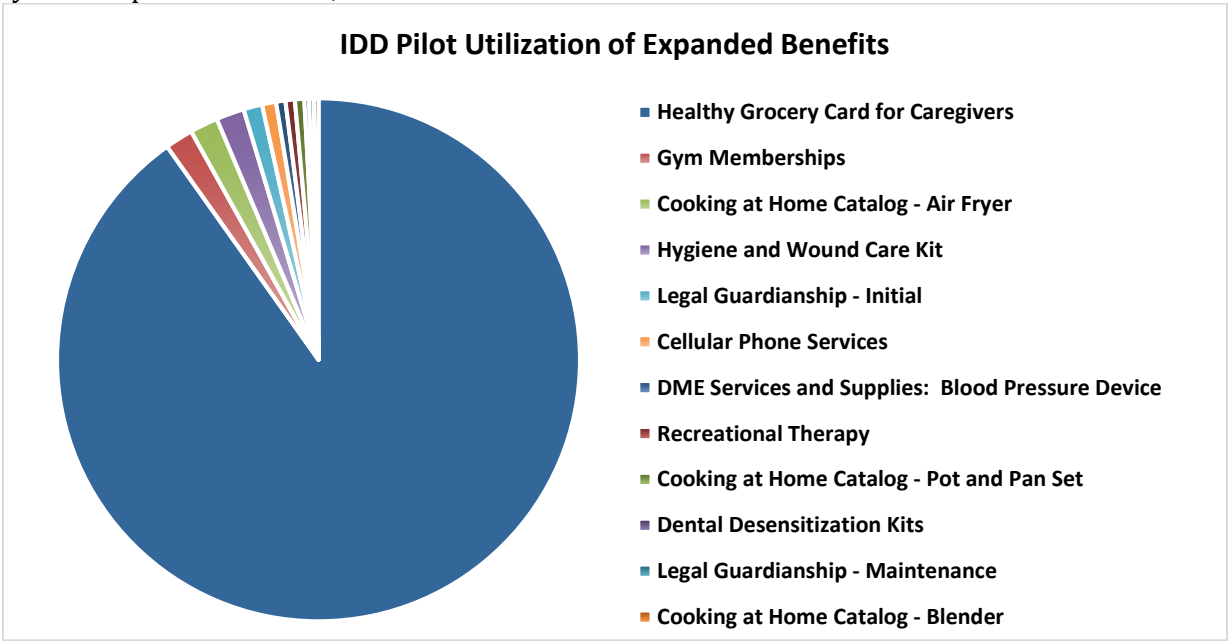 IDD Pilot Utilization of Expanded Benefits
Healthy Grocery Card for Caregivers
Gym Memberships
Cooking at Home Catalog - Air Fryer
Hygiene and Wound Care Kit
Legal Guardianship - Initial
Cellular Phone Services
DME Services and Supplies:  Blood Pressure Device
Recreational Therapy
Cooking at Home Catalog - Pot and Pan Set
Dental Desensitization Kits
Legal Guardianship - Maintenance
Cooking at Home Catalog - Blender